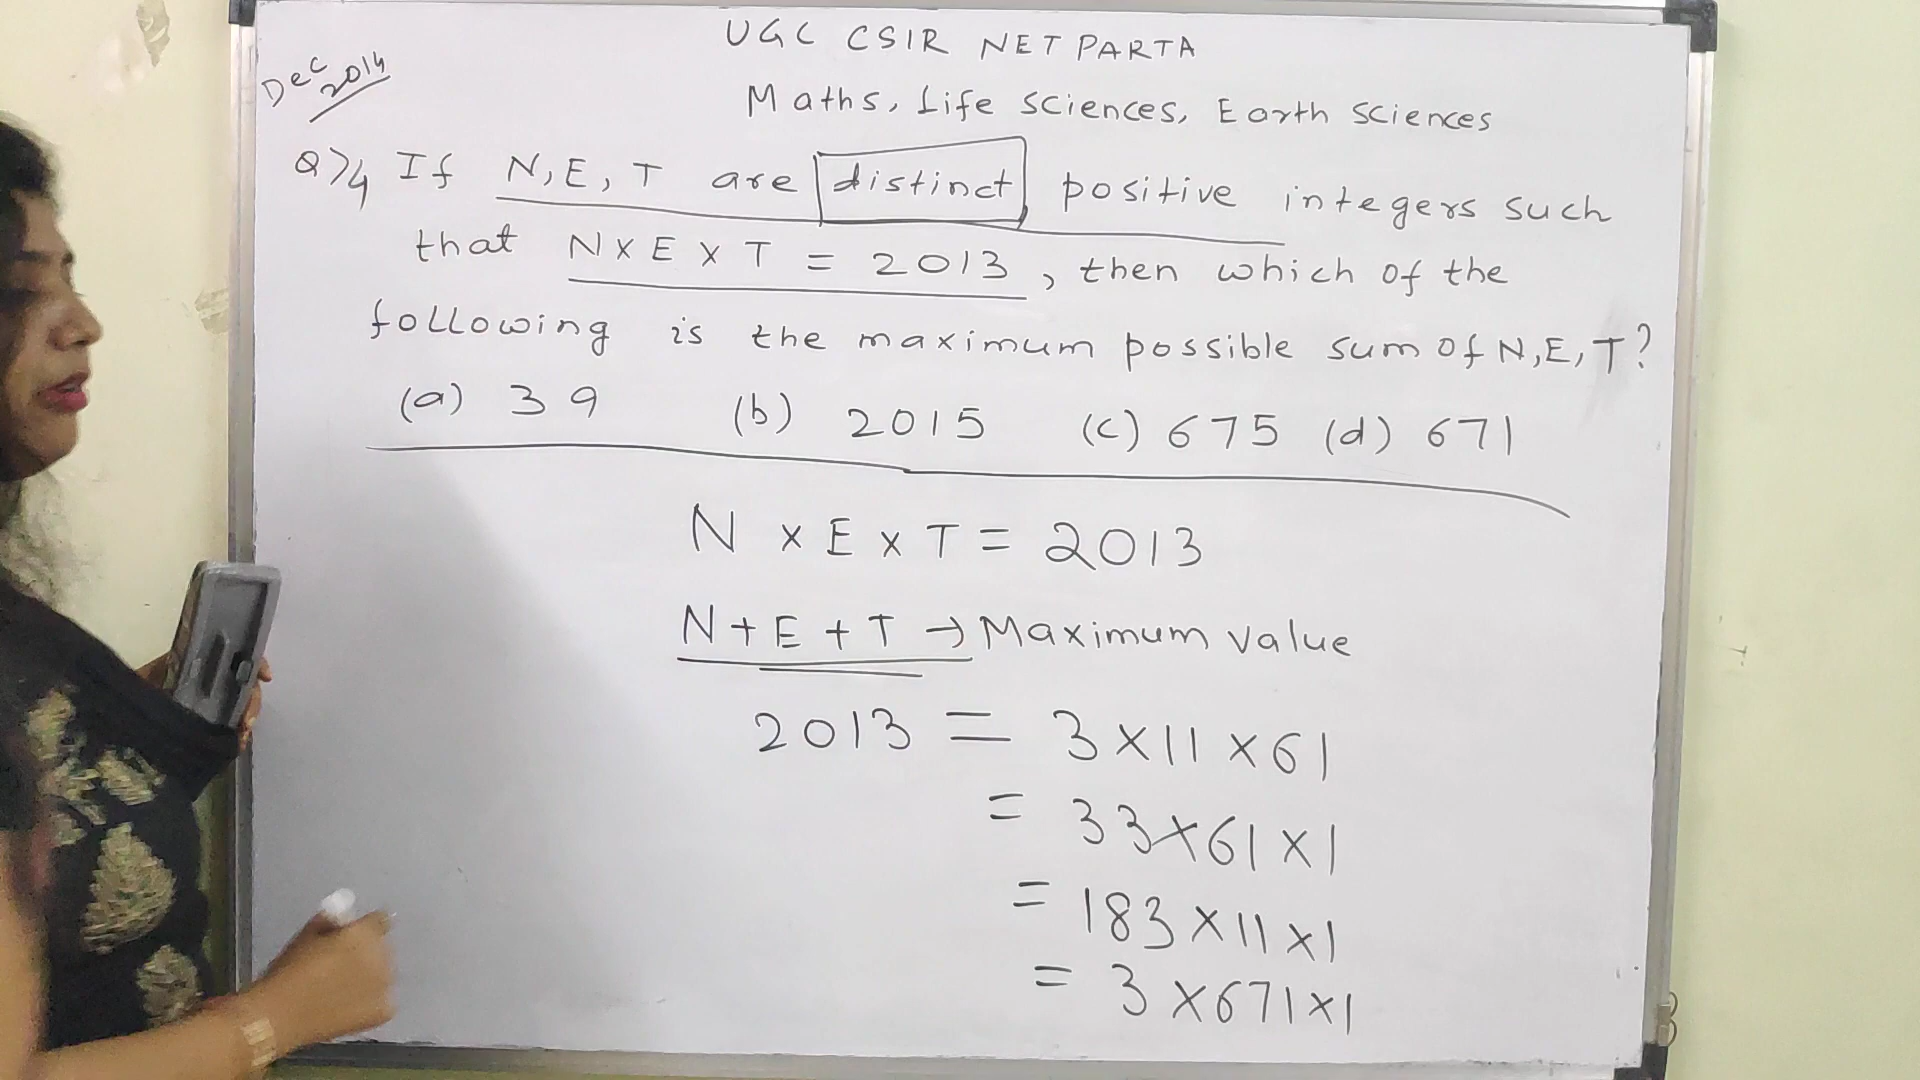 UGC CSIR NET PART A
Dec 2014
Maths, Life Sciences, Earth Sciences
Q>4 If N, E, T are distinct positive integers such
that N x E x T = 2013, then which of the
following is the maximum possible sum of N, E, T?
(a) 39 (b) 2015 (c) 675 (d) 671
N x E x T = 2013
N + E + T → Maximum value
2013 = 3 x 11 x 61
= 33 x 61 x 1
= 183 x 11 x 1
= 3 x 671 x 1